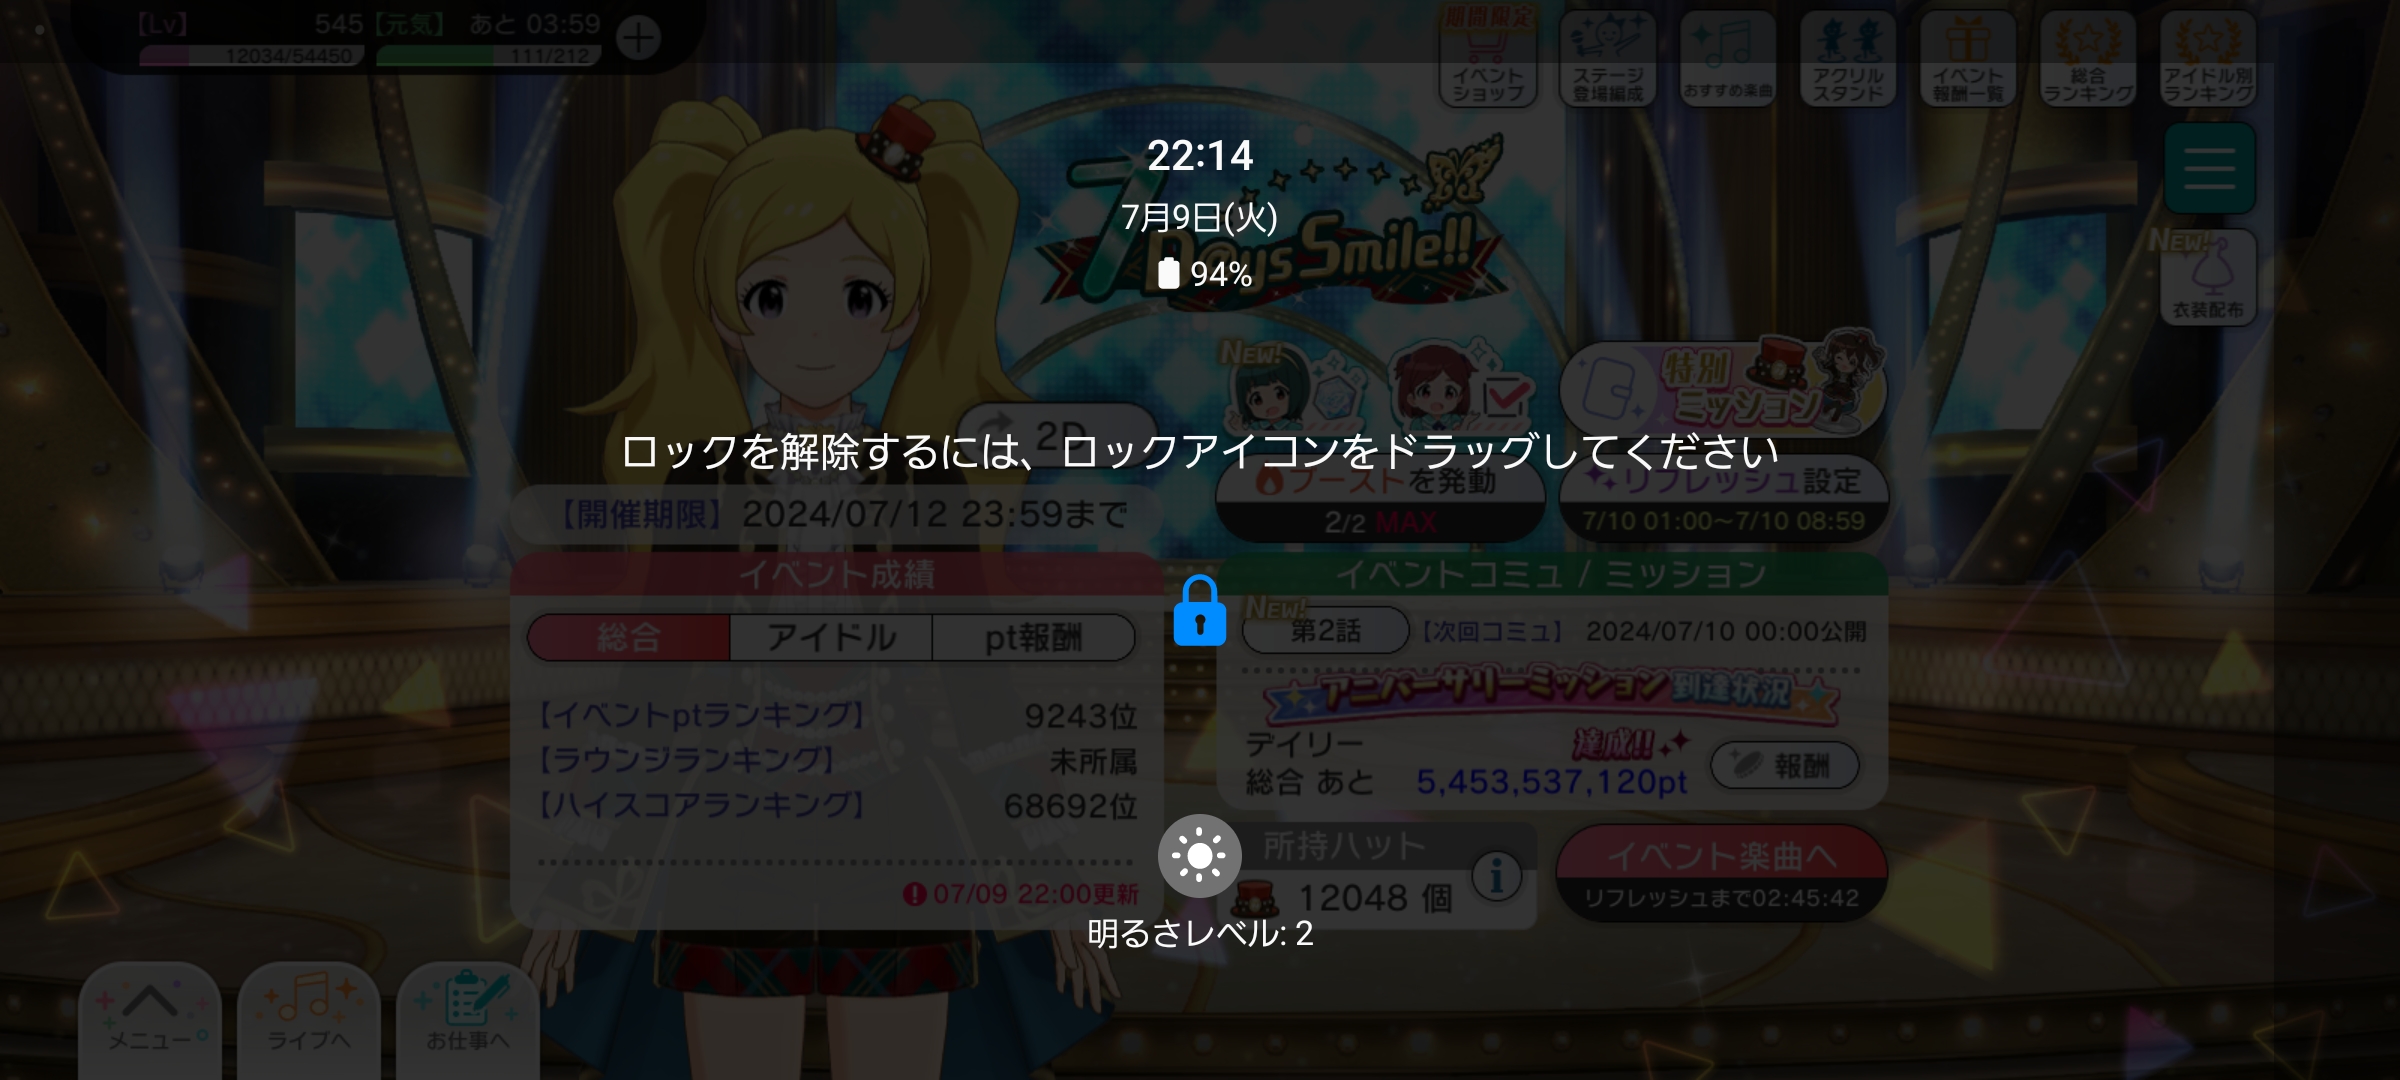 【Lv】 545 【元気】 あと 03:59
12034/54450 111/212
期間限定
イベント
ショップ
ステージ
登場編成
おすすめ楽曲
アクリル
スタンド
イベント
報酬一覧
総合
ランキング
アイドル別
ランキング
22:14
7月9日(火)
94%
7 Days Smile!!
NEW!
衣装配布
NEW!
特別
ミッション
2D
ロックを解除するには、ロックアイコンをドラッグしてください
ブーストを発動
2/2 MAX
リフレッシュ設定
7/10 01:00～7/10 08:59
【開催期限】 2024/07/12 23:59まで
イベント成績
総合 アイドル pt報酬
【イベントptランキング】 9243位
【ラウンジランキング】 未所属
【ハイスコアランキング】 68692位
07/09 22:00更新
イベントコミュ / ミッション
NEW!
第2話 【次回コミュ】 2024/07/10 00:00公開
アニバーサリーミッション到達状況
デイリー 達成!!
総合 あと 5,453,537,120pt
報酬
所持ハット
12048 個
イベント楽曲へ
リフレッシュまで02:45:42
明るさレベル: 2
メニュー
ライブへ
お仕事へ